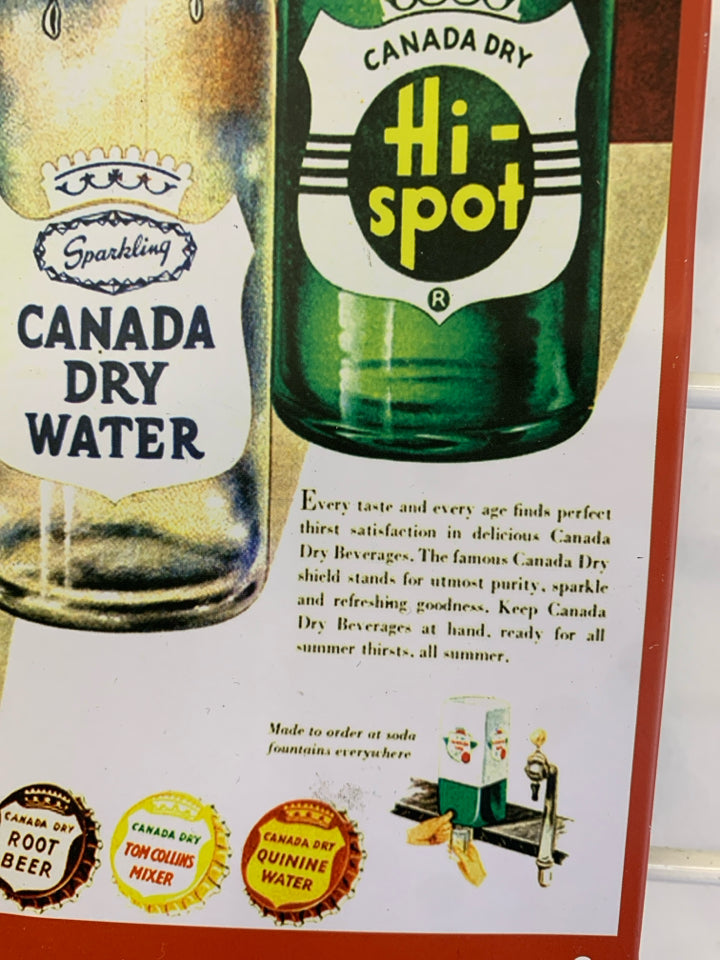 CANADA DRY
Hi-
spot
®
Sparkling
CANADA
DRY
WATER
Every taste and every age finds perfect
thirst satisfaction in delicious Canada
Dry Beverages. The famous Canada Dry
shield stands for utmost purity, sparkle
and refreshing goodness. Keep Canada
Dry Beverages at hand, ready for all
summer thirsts, all summer.
Made to order at soda
fountains everywhere
CANADA DRY
ROOT
BEER
CANADA DRY
TOM COLLINS
MIXER
CANADA DRY
QUININE
WATER